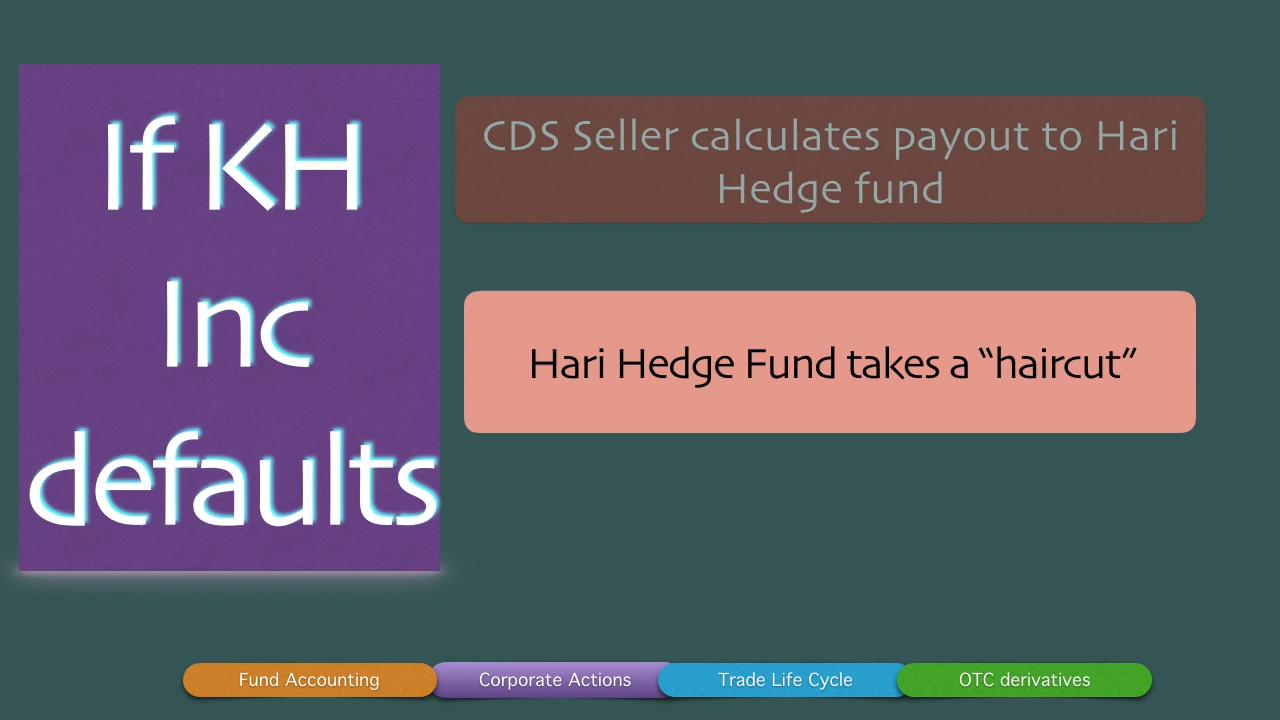 If KH
Inc
defaults
CDS Seller calculates payout to Hari
Hedge fund
Hari Hedge Fund takes a “haircut”
Fund Accounting
Corporate Actions
Trade Life Cycle
OTC derivatives